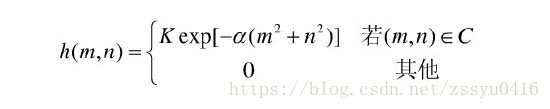 h(m,n) = { K exp[-α(m² + n²)] 若(m,n)∈C
0 其他
https://blog.csdn.net/zssyu0416